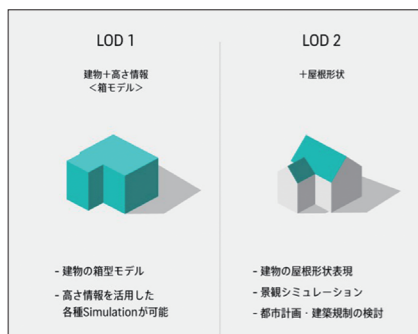 LOD 1
建物＋高さ情報
＜箱モデル＞
- 建物の箱型モデル
- 高さ情報を活用した
各種Simulationが可能
LOD 2
＋屋根形状
- 建物の屋根形状表現
- 景観シミュレーション
- 都市計画・建築規制の検討